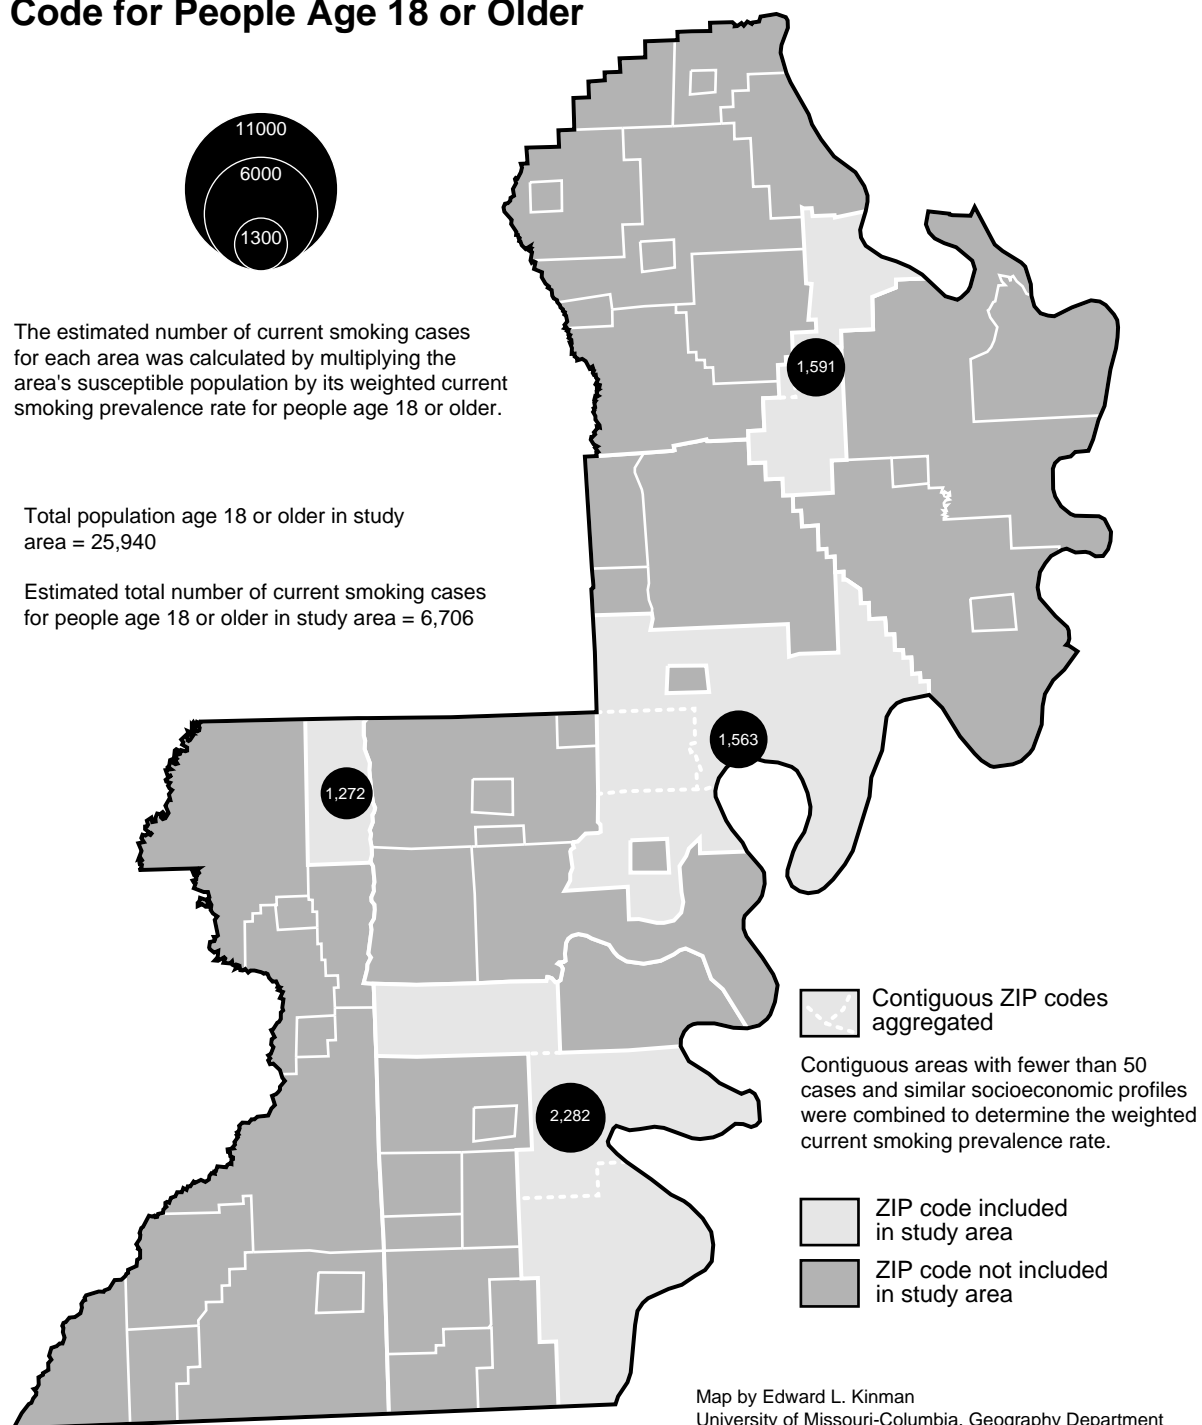 Code for People Age 18 or Older
11000
6000
1300
The estimated number of current smoking cases
for each area was calculated by multiplying the
area's susceptible population by its weighted current
smoking prevalence rate for people age 18 or older.
Total population age 18 or older in study
area = 25,940
Estimated total number of current smoking cases
for people age 18 or older in study area = 6,706
1,591
1,563
1,272
2,282
Contiguous ZIP codes
aggregated
Contiguous areas with fewer than 50
cases and similar socioeconomic profiles
were combined to determine the weighted
current smoking prevalence rate.
ZIP code included
in study area
ZIP code not included
in study area
Map by Edward L. Kinman
University of Missouri-Columbia, Geography Department